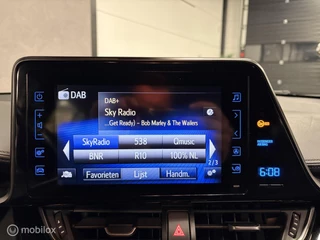 DAB
DAB+
Sky Radio
...Get Ready) - Bob Marley & The Wailers
SkyRadio 538 Qmusic
BNR R10 100% NL
2/3
Favorieten Lijst Handm.
6:08
Marktplaats